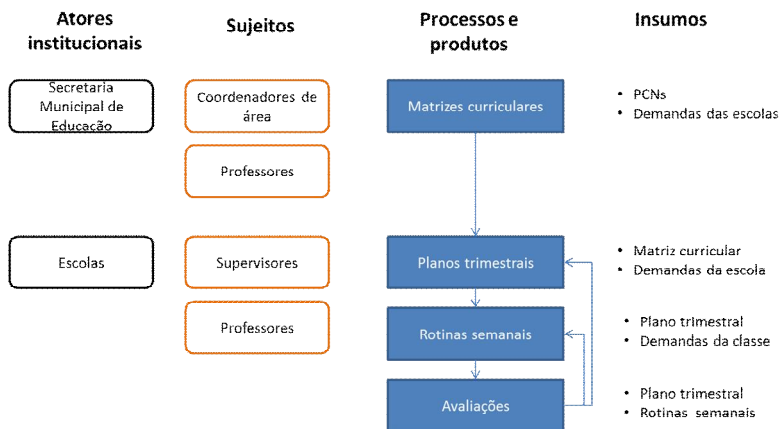 Atores
institucionais
Sujeitos
Processos e
produtos
Insumos
Secretaria
Municipal de
Educação
Coordenadores de
área
Matrizes curriculares
• PCNs
• Demandas das escolas
Professores
Escolas
Supervisores
Planos trimestrais
• Matriz curricular
• Demandas da escola
Professores
Rotinas semanais
• Plano trimestral
• Demandas da classe
Avaliações
• Plano trimestral
• Rotinas semanais